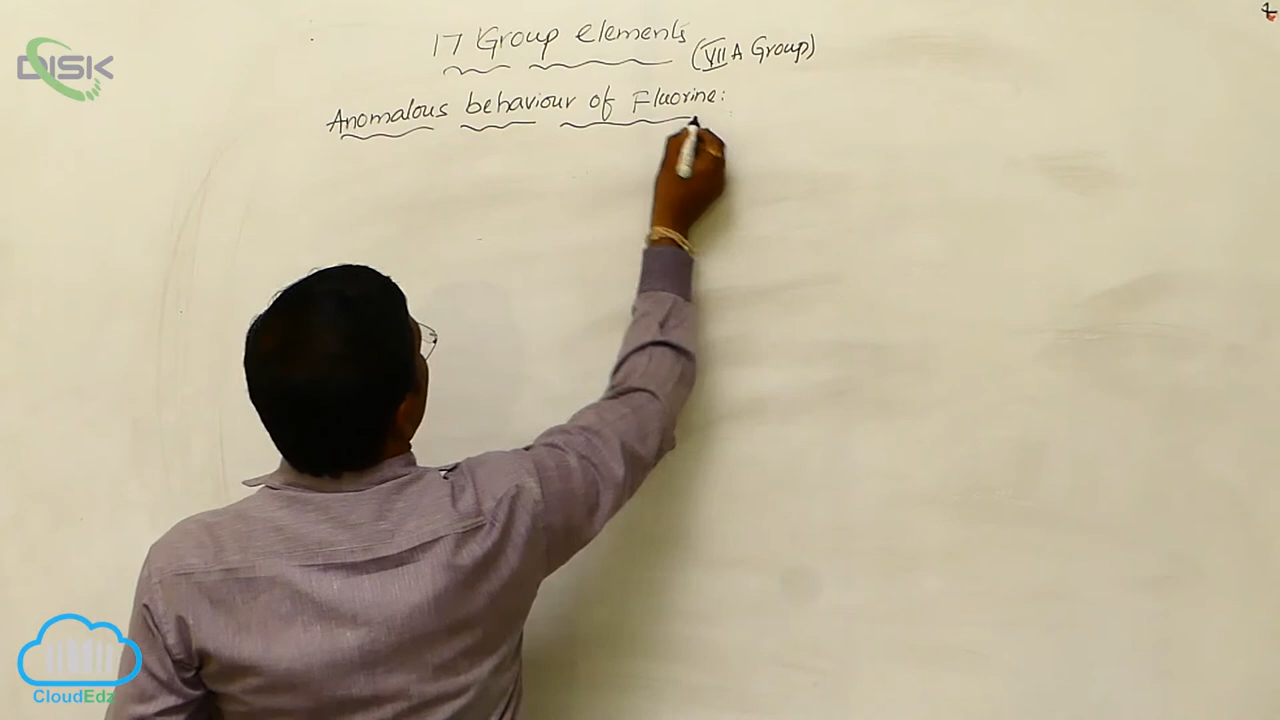 17 Group elements
(VII A Group)
Anomalous behaviour of Fluorine:
DISK
CloudEdz